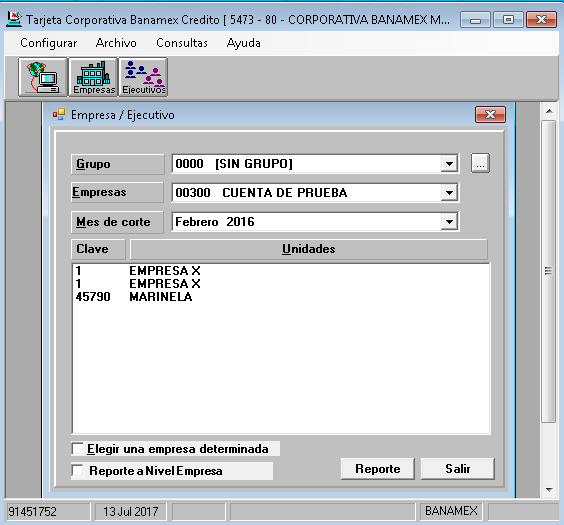 Tarjeta Corporativa Banamex Credito [ 5473 - 80 - CORPORATIVA BANAMEX M...
Configurar Archivo Consultas Ayuda
Empresas Ejecutivos
Empresa / Ejecutivo
Grupo 0000 [SIN GRUPO] ...
Empresas 00300 CUENTA DE PRUEBA
Mes de corte Febrero 2016
Clave Unidades
1 EMPRESA X
1 EMPRESA X
45790 MARINELA
Elegir una empresa determinada
Reporte a Nivel Empresa Reporte Salir
91451752 13 Jul 2017 BANAMEX